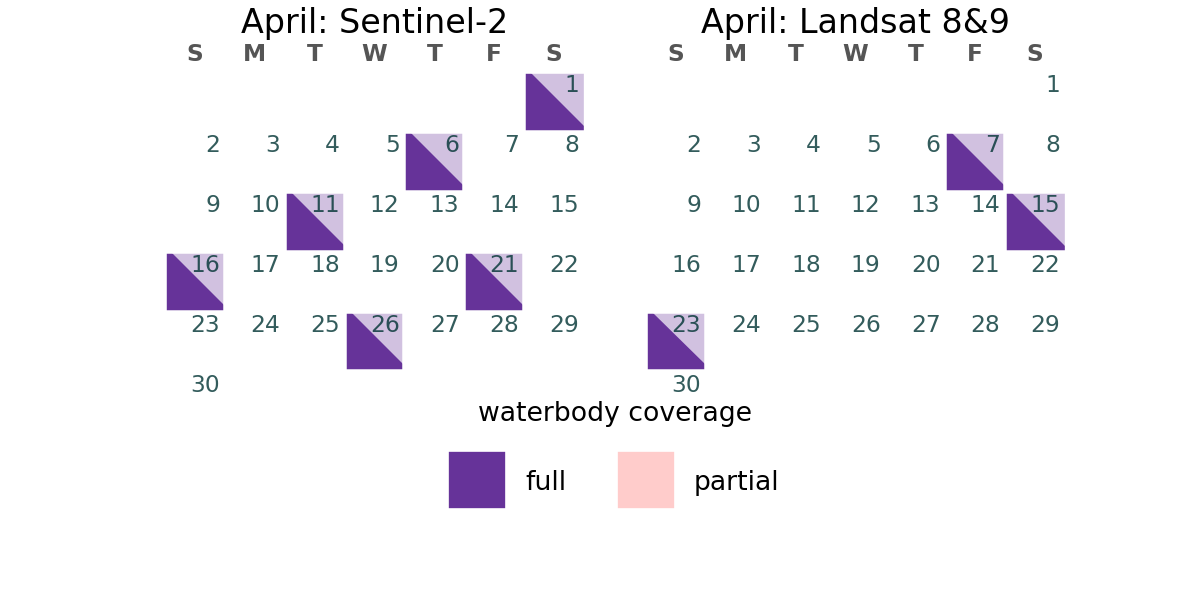 April: Sentinel-2
S M T W T F S
1
2 3 4 5 6 7 8
9 10 11 12 13 14 15
16 17 18 19 20 21 22
23 24 25 26 27 28 29
30
April: Landsat 8&9
S M T W T F S
1
2 3 4 5 6 7 8
9 10 11 12 13 14 15
16 17 18 19 20 21 22
23 24 25 26 27 28 29
30
waterbody coverage
full
partial